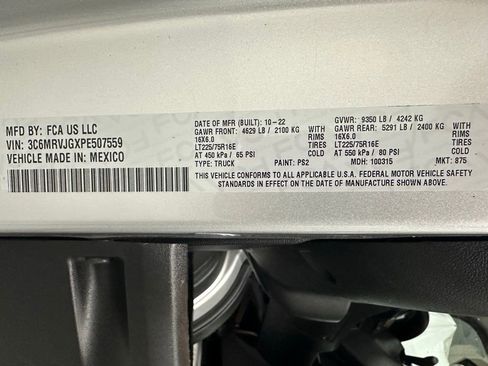 MFD BY: FCA US LLC
VIN: 3C6MRVJGXPE507559
VEHICLE MADE IN: MEXICO
DATE OF MFR (BUILT): 10-22 GVWR: 9350 LB / 4242 KG
GAWR FRONT: 4629 LB / 2100 KG WITH GAWR REAR: 5291 LB / 2400 KG WITH
16X6.0 RIMS 16X6.0 RIMS
LT225/75R16E TIRES LT225/75R16E TIRES
AT 450 kPa / 65 PSI COLD AT 550 kPa / 80 PSI COLD
TYPE: TRUCK PAINT: PS2 MDH: 100315 MKT: 875
THIS VEHICLE CONFORMS TO ALL APPLICABLE U.S.A. FEDERAL MOTOR VEHICLE SAFETY
STANDARDS IN EFFECT ON THE DATE OF MANUFACTURE SHOWN ABOVE.